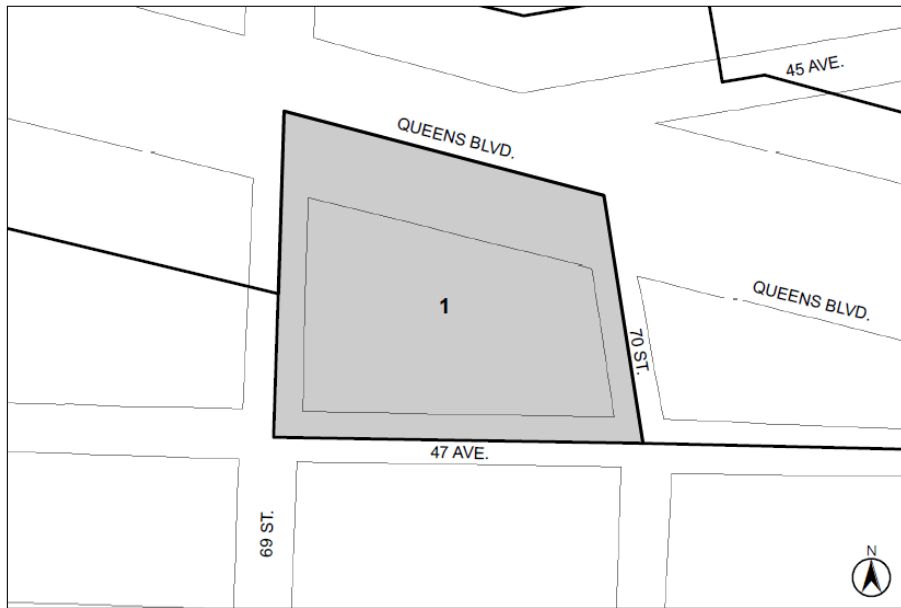 45 AVE.
QUEENS BLVD.
QUEENS BLVD.
1
70 ST.
47 AVE.
69 ST.
N